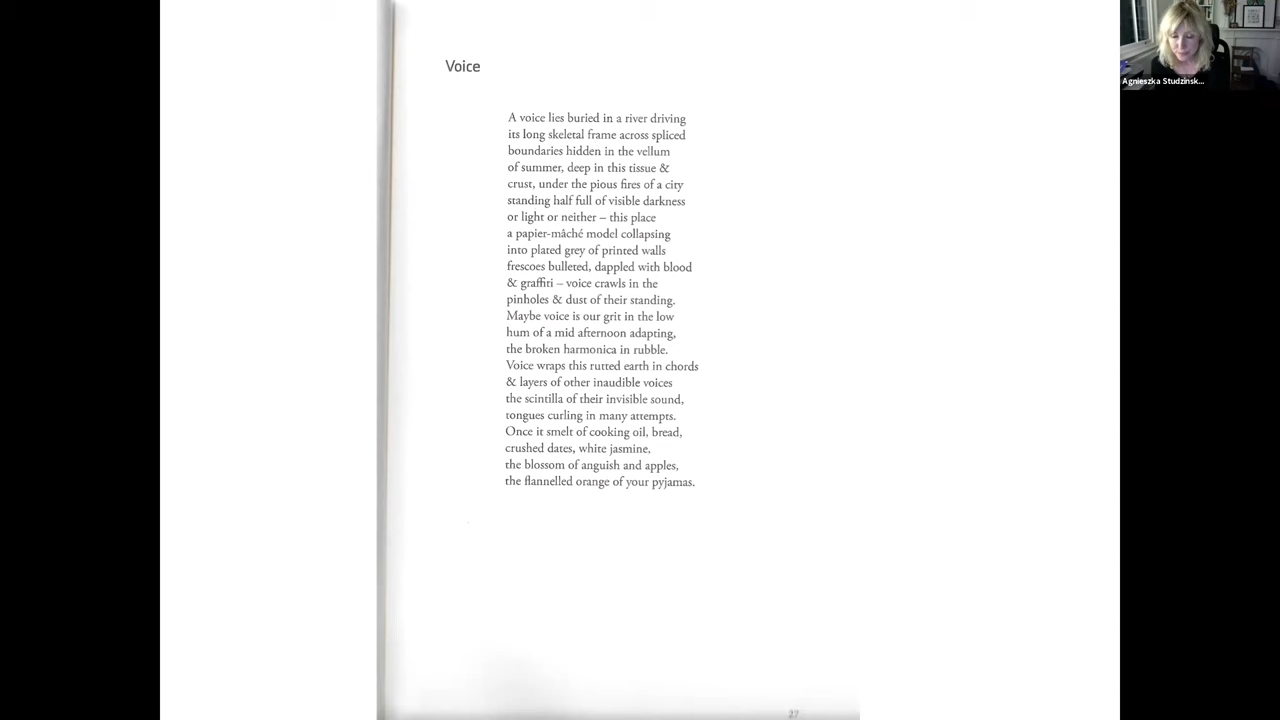 Voice
A voice lies buried in a river driving
its long skeletal frame across spliced
boundaries hidden in the vellum
of summer, deep in this tissue &
crust, under the pious fires of a city
standing half full of visible darkness
or light or neither – this place
a papier-mâché model collapsing
into plated grey of printed walls
frescoes bulleted, dappled with blood
& graffiti – voice crawls in the
pinholes & dust of their standing.
Maybe voice is our grit in the low
hum of a mid afternoon adapting,
the broken harmonica in rubble.
Voice wraps this rutted earth in chords
& layers of other inaudible voices
the scintilla of their invisible sound,
tongues curling in many attempts.
Once it smelt of cooking oil, bread,
crushed dates, white jasmine,
the blossom of anguish and apples,
the flannelled orange of your pyjamas.
27
Agnieszka Studzinsk...